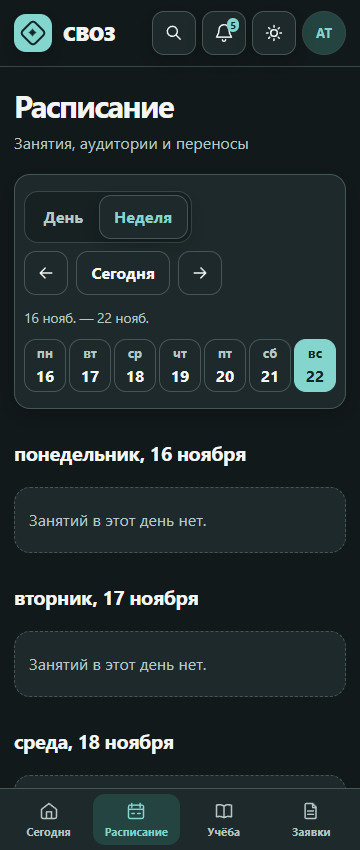 СВОЗ
5
АТ
Расписание
Занятия, аудитории и переносы
День Неделя
← Сегодня →
16 нояб. — 22 нояб.
пн вт ср чт пт сб вс
16 17 18 19 20 21 22
понедельник, 16 ноября
Занятий в этот день нет.
вторник, 17 ноября
Занятий в этот день нет.
среда, 18 ноября
Сегодня Расписание Учёба Заявки